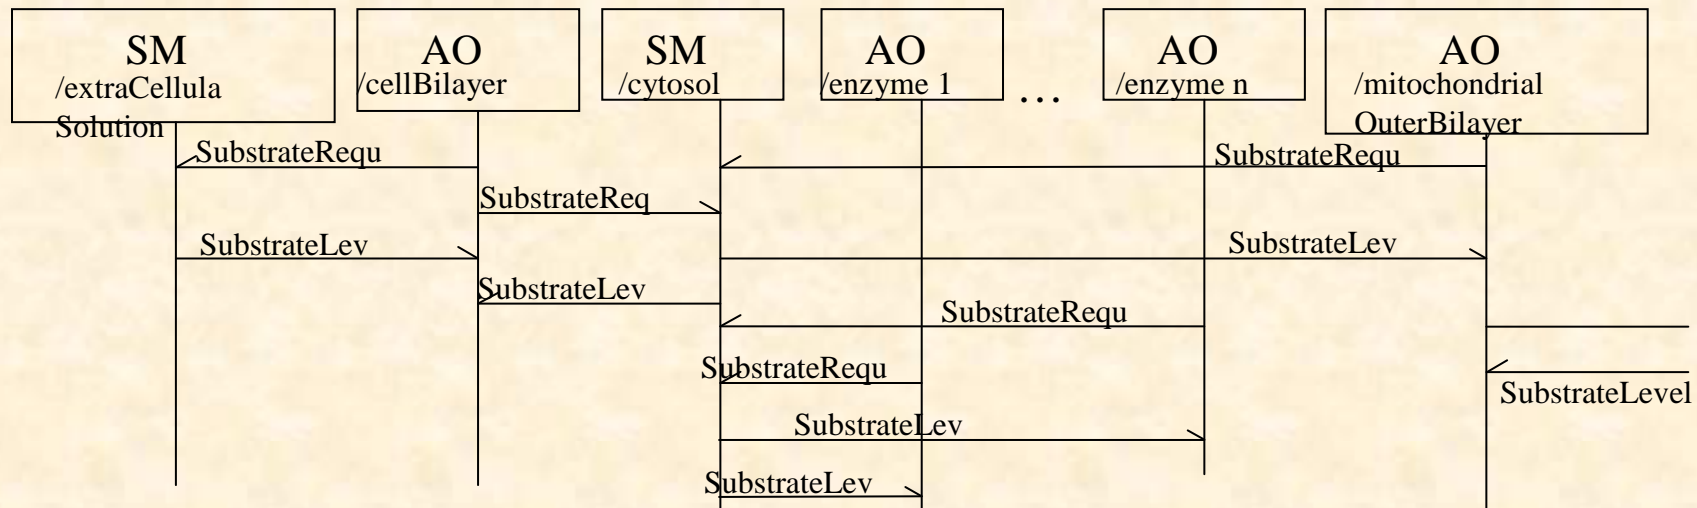 SM
/extraCellula
Solution
AO
/cellBilayer
SM
/cytosol
AO
/enzyme 1
…
AO
/enzyme n
AO
/mitochondrial
OuterBilayer
SubstrateRequ
SubstrateRequ
SubstrateReq
SubstrateLev
SubstrateLev
SubstrateLev
SubstrateRequ
SubstrateRequ
SubstrateLevel
SubstrateLev
SubstrateLev